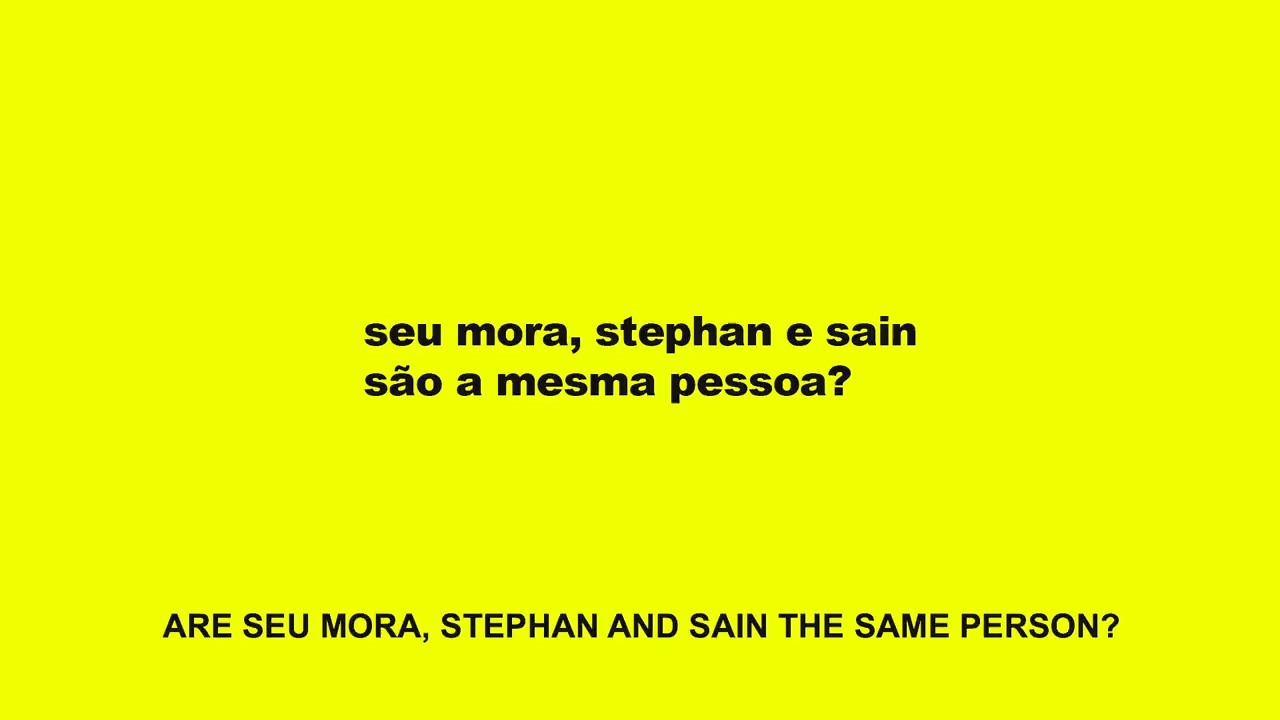 seu mora, stephan e sain
são a mesma pessoa?
ARE SEU MORA, STEPHAN AND SAIN THE SAME PERSON?